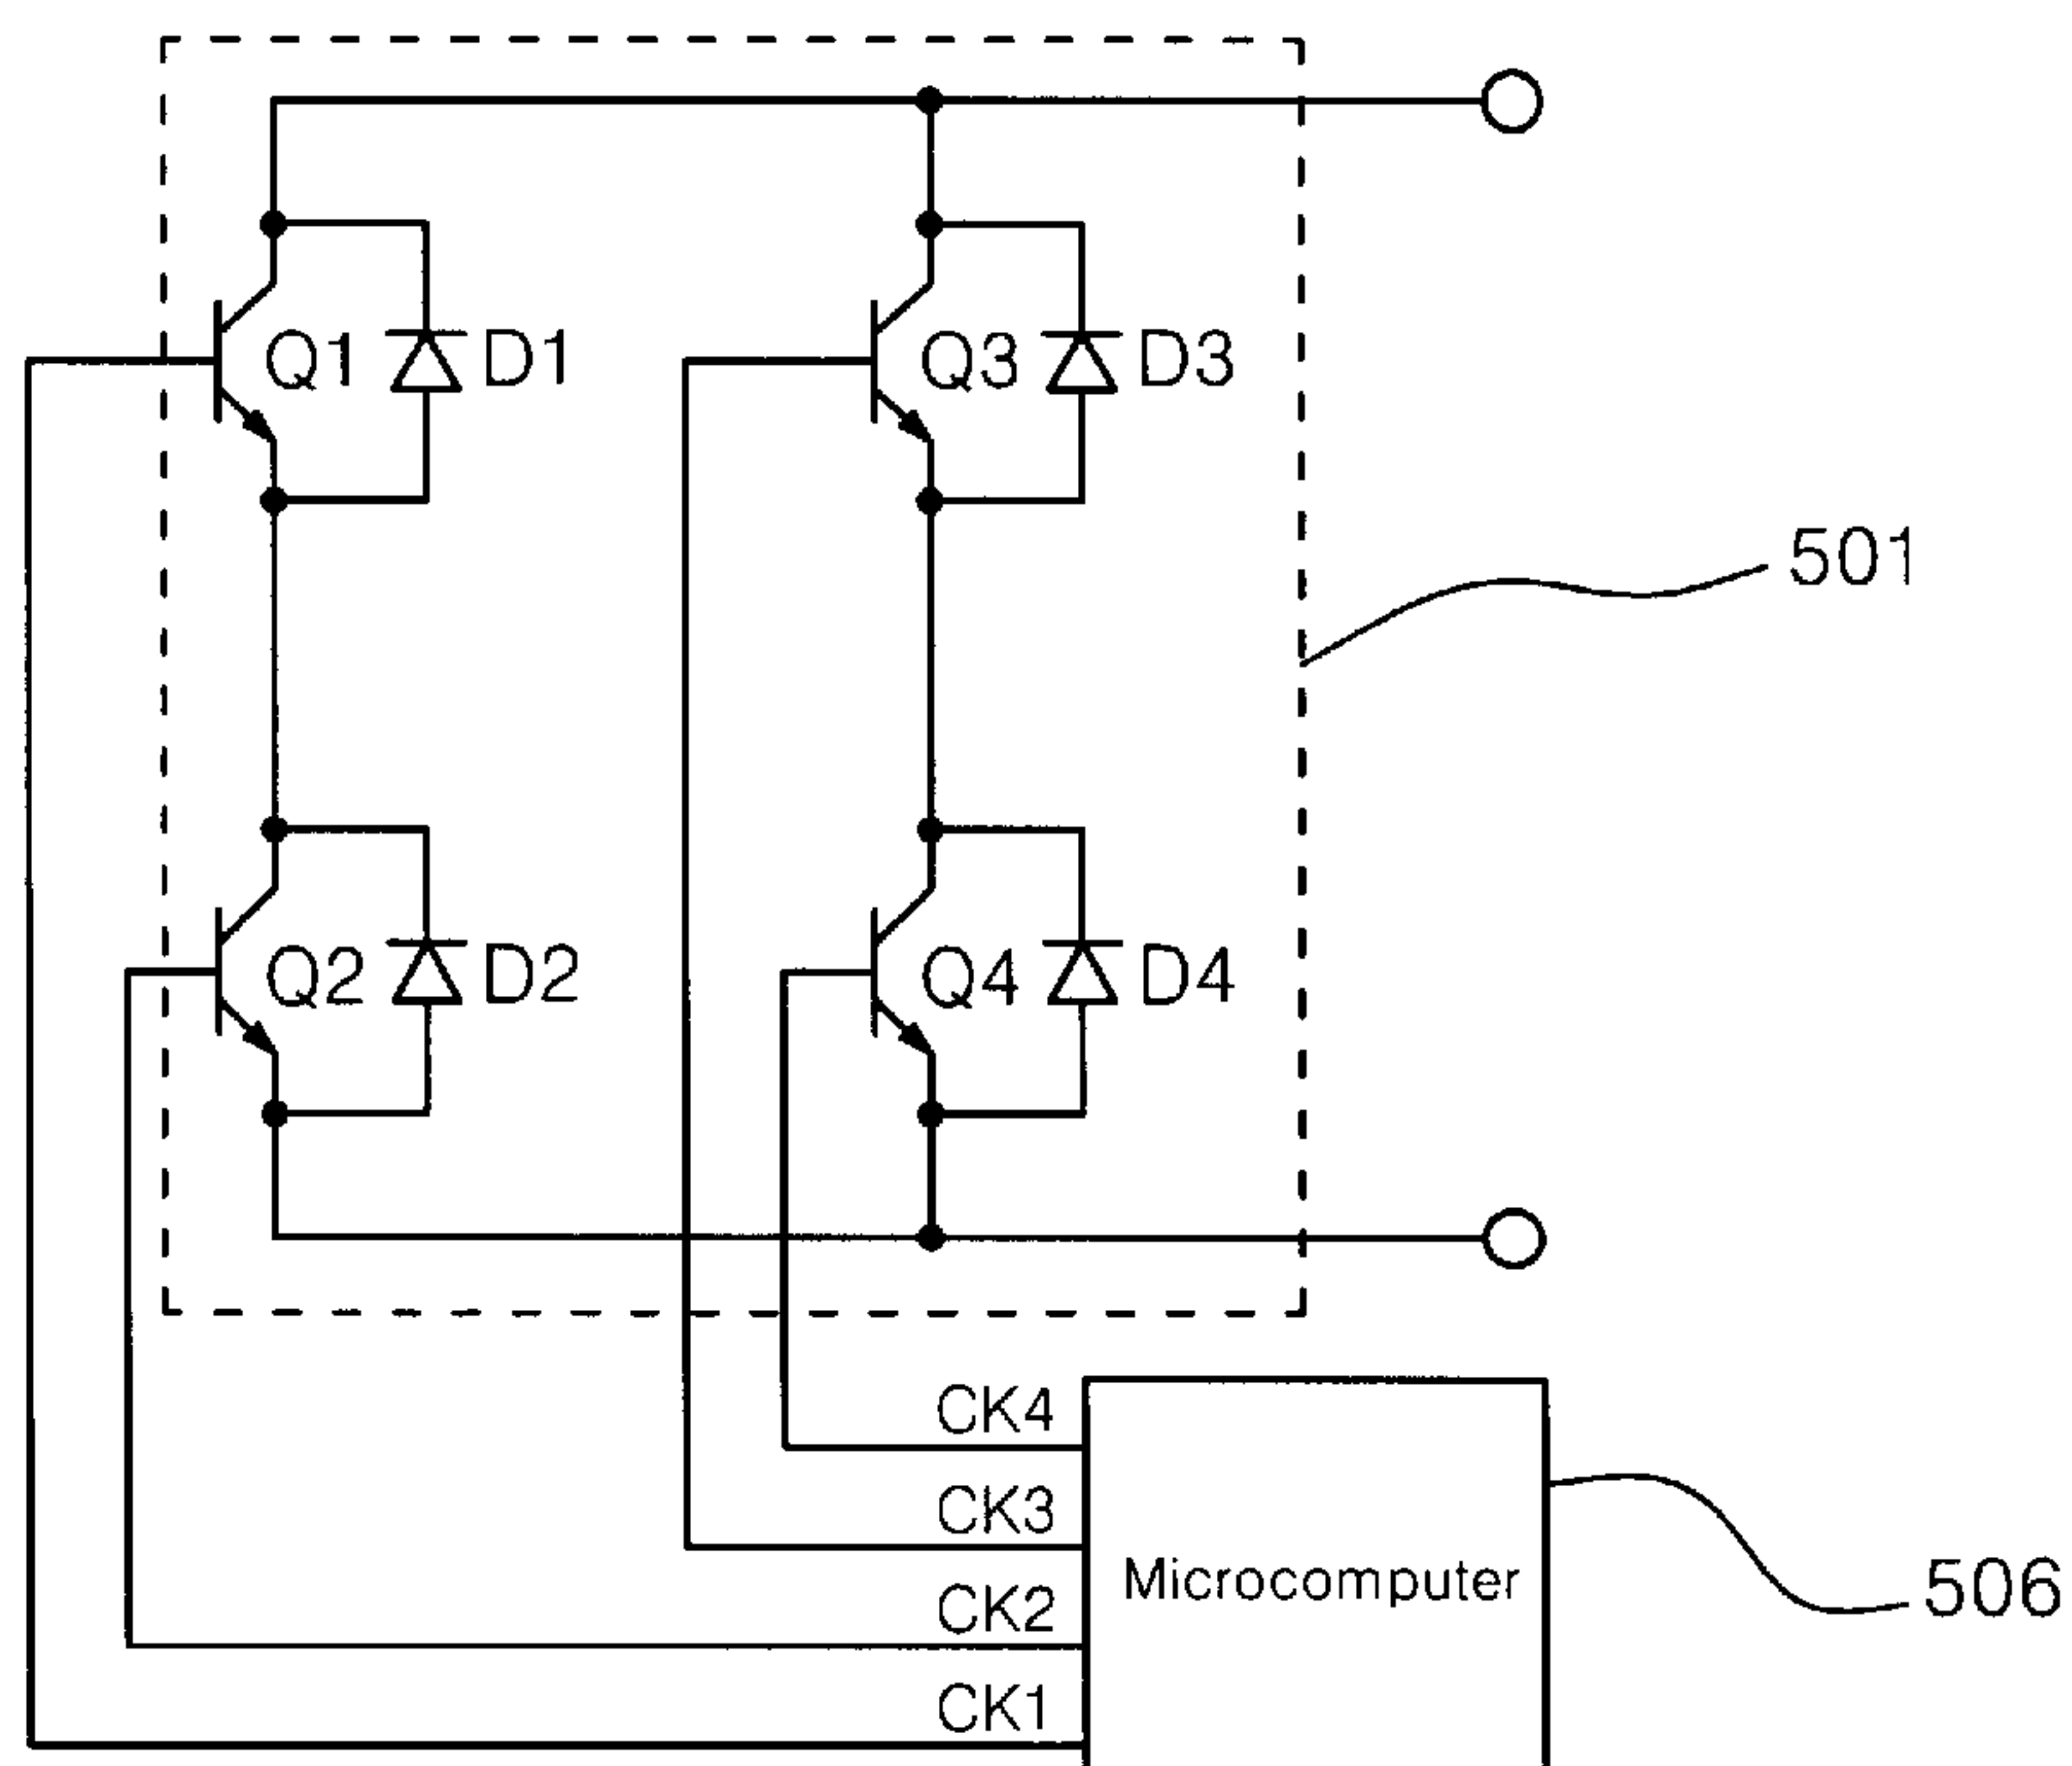 Q1 D1 Q3 D3
501
Q2 D2 Q4 D4
CK4
CK3
Microcomputer
506
CK2
CK1